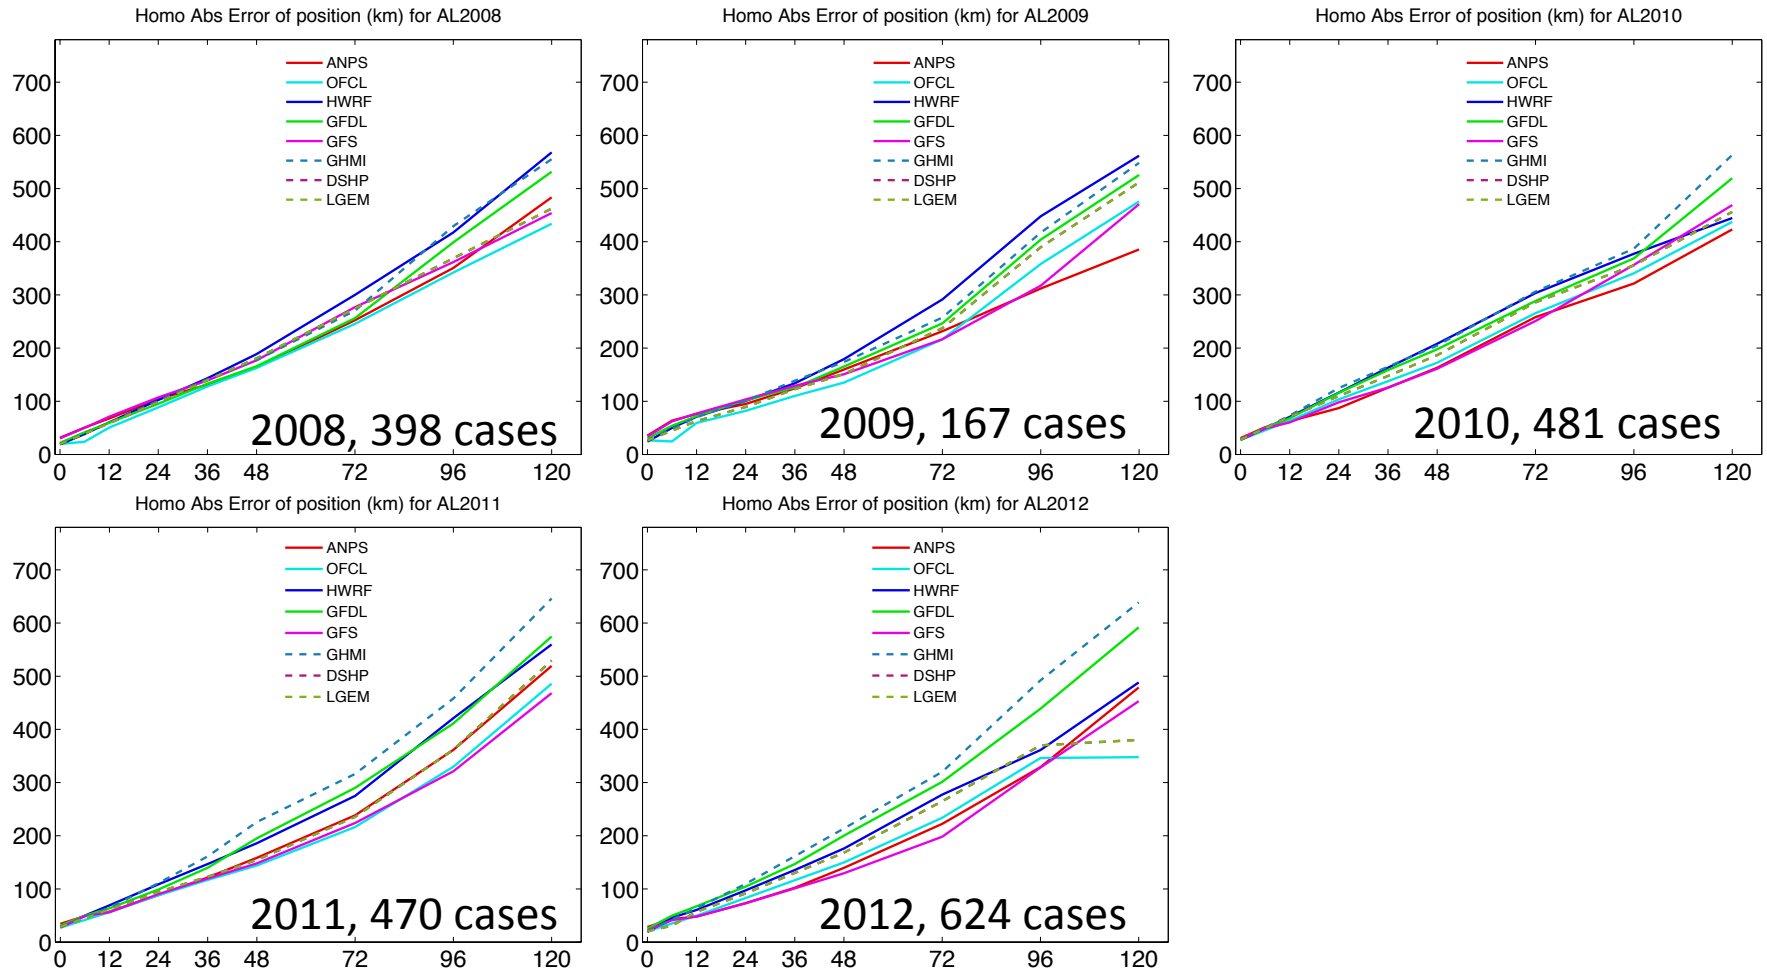 Homo Abs Error of position (km) for AL2008
700
600
500
400
300
200
100
0
ANPS
OFCL
HWRF
GFDL
GFS
GHMI
DSHP
LGEM
2008, 398 cases
0 12 24 36 48 72 96 120
Homo Abs Error of position (km) for AL2009
700
600
500
400
300
200
100
0
ANPS
OFCL
HWRF
GFDL
GFS
GHMI
DSHP
LGEM
2009, 167 cases
0 12 24 36 48 72 96 120
Homo Abs Error of position (km) for AL2010
700
600
500
400
300
200
100
0
ANPS
OFCL
HWRF
GFDL
GFS
GHMI
DSHP
LGEM
2010, 481 cases
0 12 24 36 48 72 96 120
Homo Abs Error of position (km) for AL2011
700
600
500
400
300
200
100
0
ANPS
OFCL
HWRF
GFDL
GFS
GHMI
DSHP
LGEM
2011, 470 cases
0 12 24 36 48 72 96 120
Homo Abs Error of position (km) for AL2012
700
600
500
400
300
200
100
0
ANPS
OFCL
HWRF
GFDL
GFS
GHMI
DSHP
LGEM
2012, 624 cases
0 12 24 36 48 72 96 120